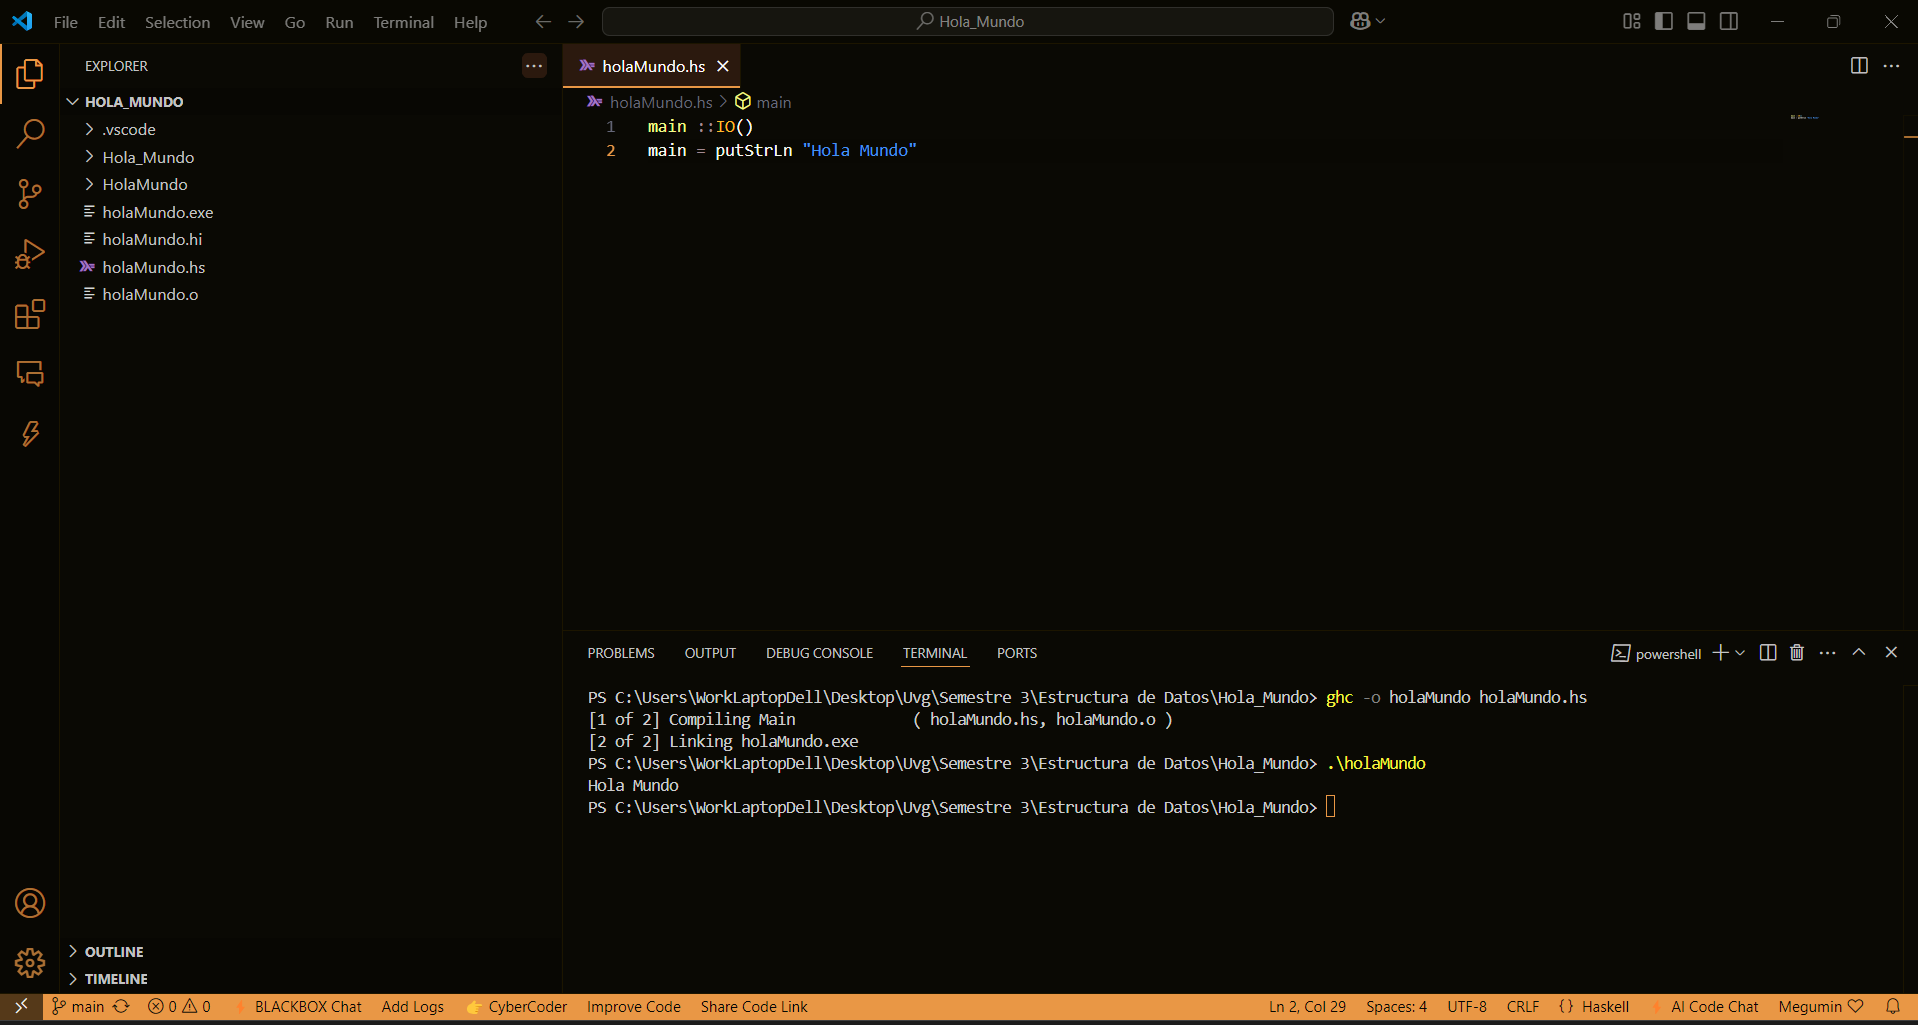 File Edit Selection View Go Run Terminal Help
Hola_Mundo
EXPLORER
HOLA_MUNDO
.vscode
Hola_Mundo
HolaMundo
holaMundo.exe
holaMundo.hi
holaMundo.hs
holaMundo.o
OUTLINE
TIMELINE
holaMundo.hs
holaMundo.hs > main
1 main ::IO()
2 main = putStrLn "Hola Mundo"
PROBLEMS OUTPUT DEBUG CONSOLE TERMINAL PORTS
powershell
PS C:\Users\WorkLaptopDell\Desktop\Uvg\Semestre 3\Estructura de Datos\Hola_Mundo> ghc -o holaMundo holaMundo.hs
[1 of 2] Compiling Main             ( holaMundo.hs, holaMundo.o )
[2 of 2] Linking holaMundo.exe
PS C:\Users\WorkLaptopDell\Desktop\Uvg\Semestre 3\Estructura de Datos\Hola_Mundo> .\holaMundo
Hola Mundo
PS C:\Users\WorkLaptopDell\Desktop\Uvg\Semestre 3\Estructura de Datos\Hola_Mundo>
main 0 0 BLACKBOX Chat Add Logs CyberCoder Improve Code Share Code Link Ln 2, Col 29 Spaces: 4 UTF-8 CRLF {} Haskell AI Code Chat Megumin